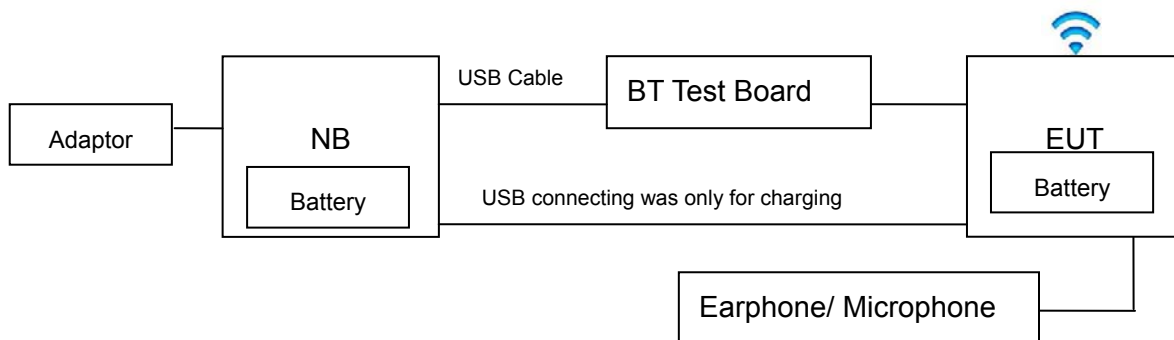 USB Cable
BT Test Board
Adaptor
NB
EUT
Battery
Battery
USB connecting was only for charging
Earphone/ Microphone